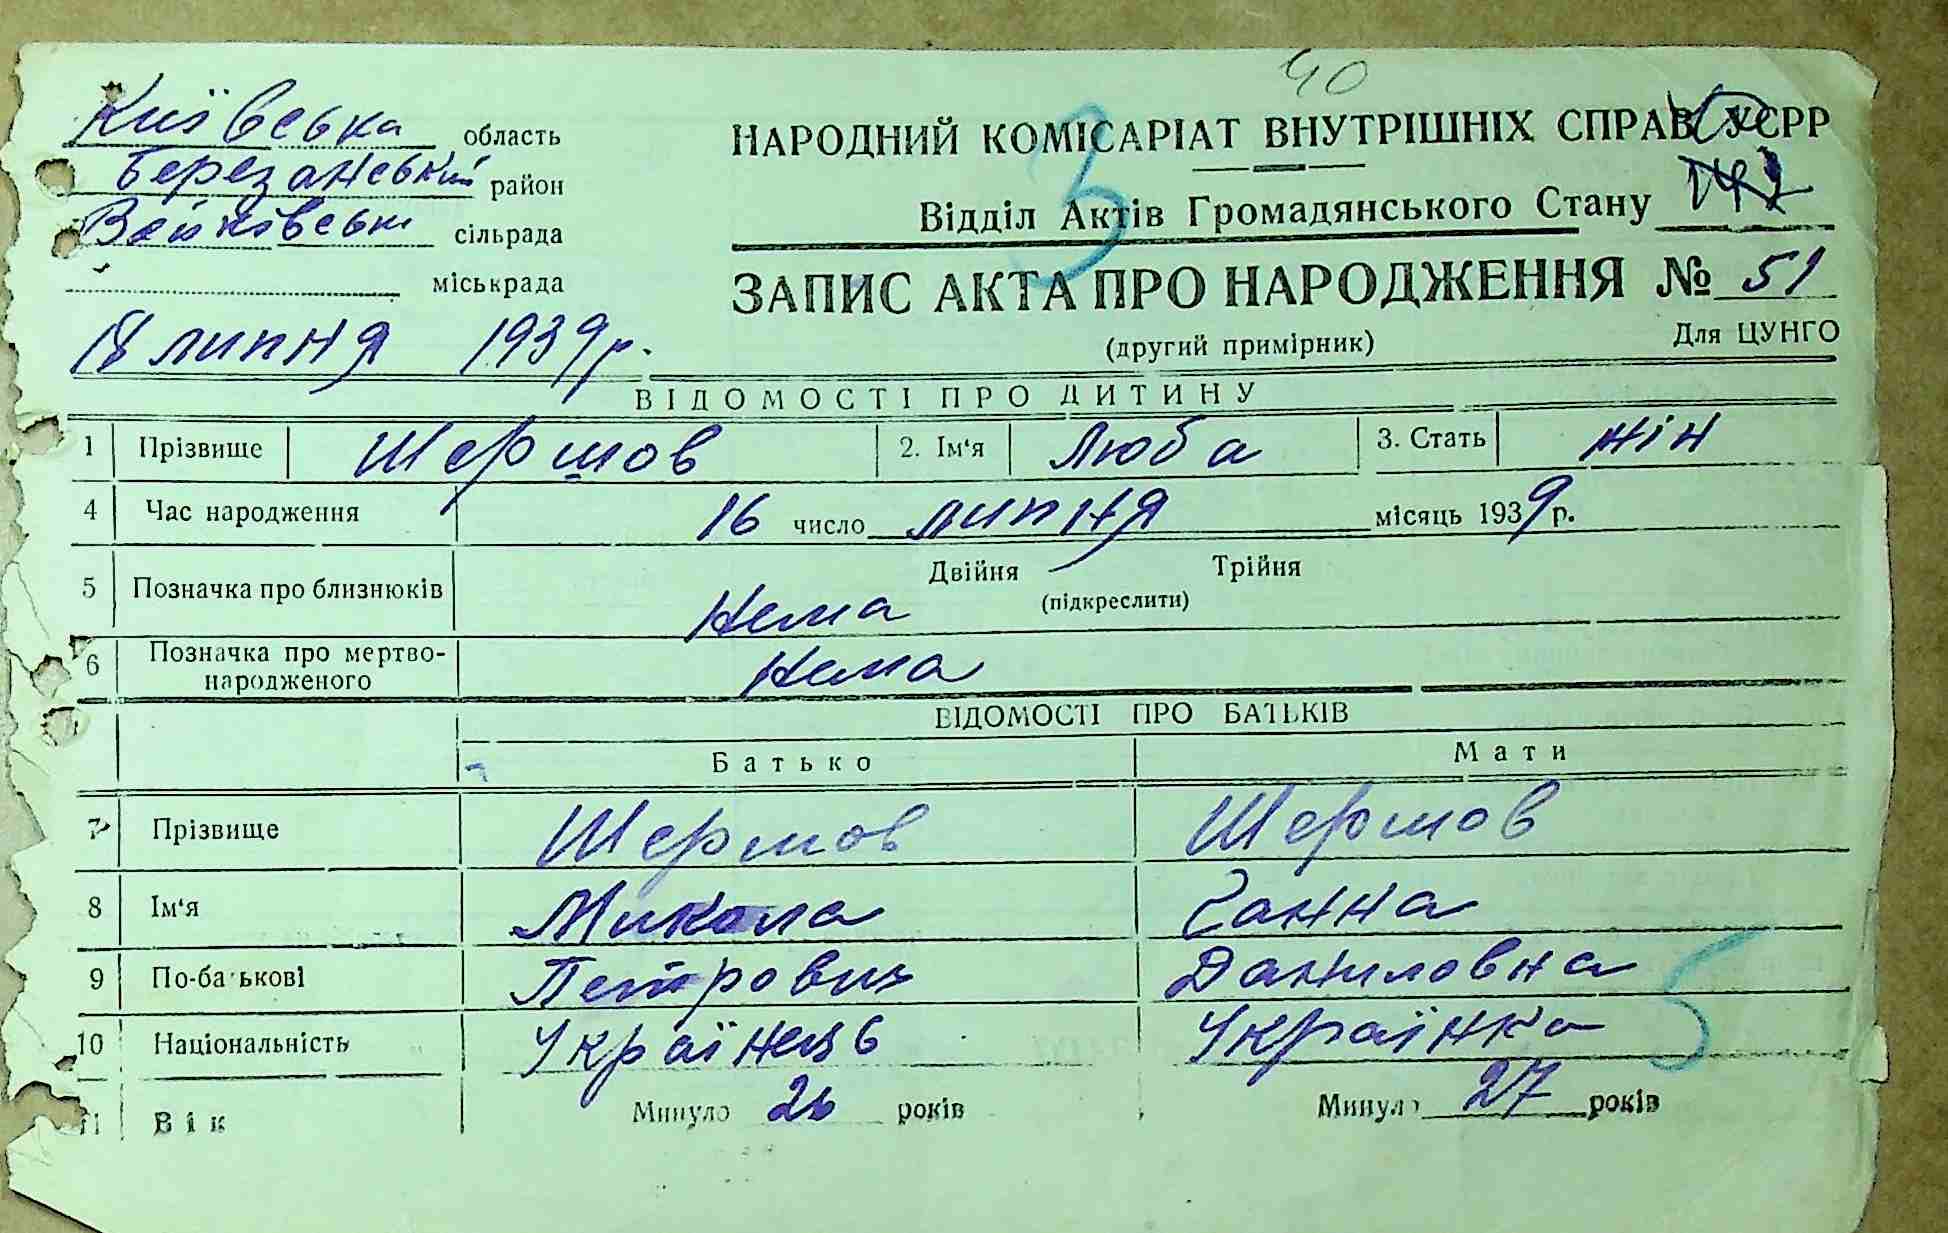 40
Київська область
Березанський район
Войківська сільрада
міськрада
18 липня 1939 р.
НАРОДНИЙ КОМІСАРІАТ ВНУТРІШНІХ СПРАВ УСРР
Відділ Актів Громадянського Стану
3
ЗАПИС АКТА ПРО НАРОДЖЕННЯ № 51
(другий примірник) Для ЦУНГО
ВІДОМОСТІ ПРО ДИТИНУ
1 Прізвище Шершов 2. Ім'я Люба 3. Стать жін
4 Час народження 16 число липня місяць 1939 р.
5 Позначка про близнюків Двійня Трійня
(підкреслити)
Нема
6 Позначка про мертво-
народженого Нема
ВІДОМОСТІ ПРО БАТЬКІВ
Батько Мати
7 Прізвище Шершов Шершов
8 Ім'я Микола Ганна
9 По-батькові Петрович Даниловна
10 Національність Українець Українка
5
11 Вік Минуло 26 років Минуло 27 років